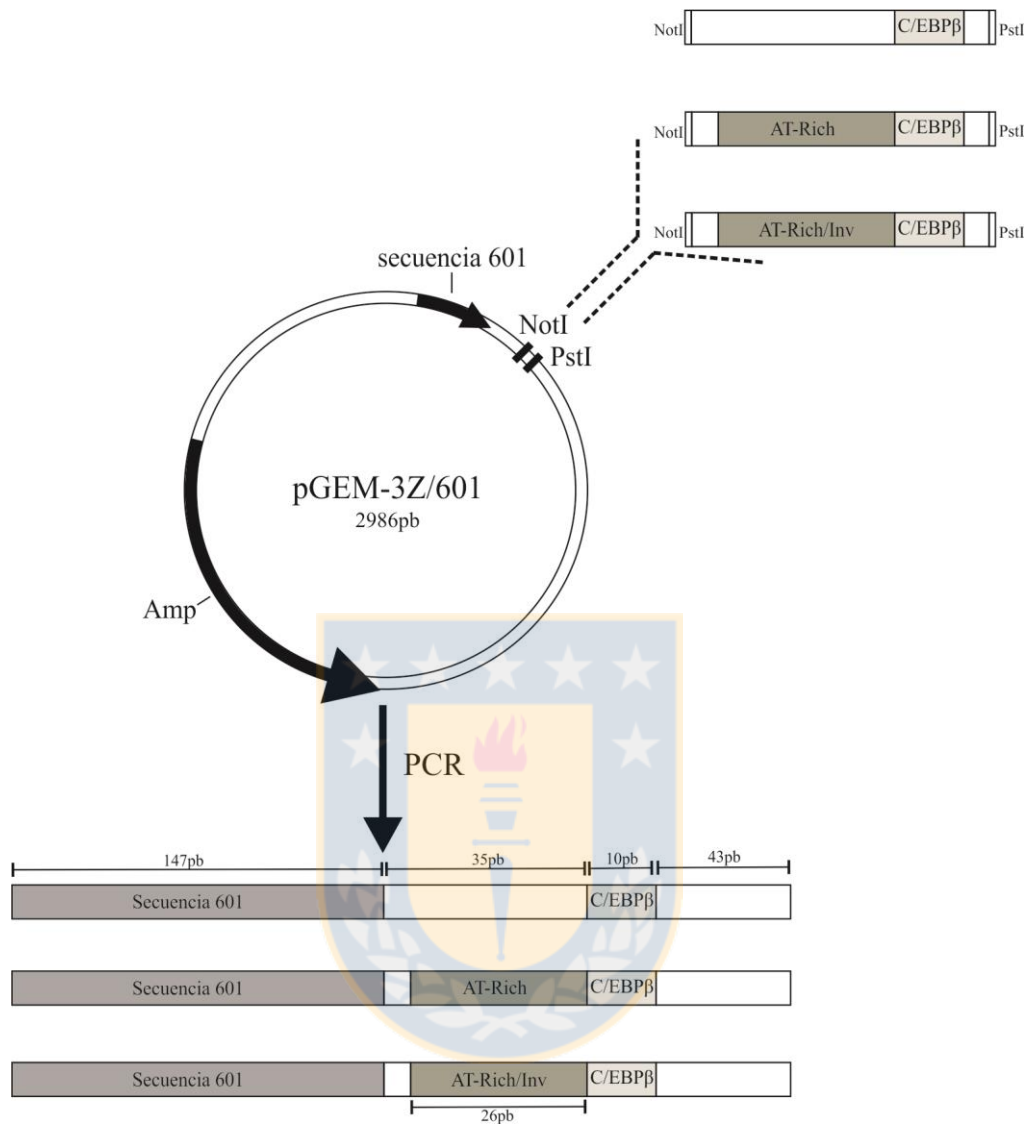 NotI C/EBPβ PstI
NotI AT-Rich C/EBPβ PstI
NotI AT-Rich/Inv C/EBPβ PstI
secuencia 601
NotI
PstI
pGEM-3Z/601
2986pb
Amp
PCR
147pb 35pb 10pb 43pb
Secuencia 601 C/EBPβ
Secuencia 601 AT-Rich C/EBPβ
Secuencia 601 AT-Rich/Inv C/EBPβ
26pb